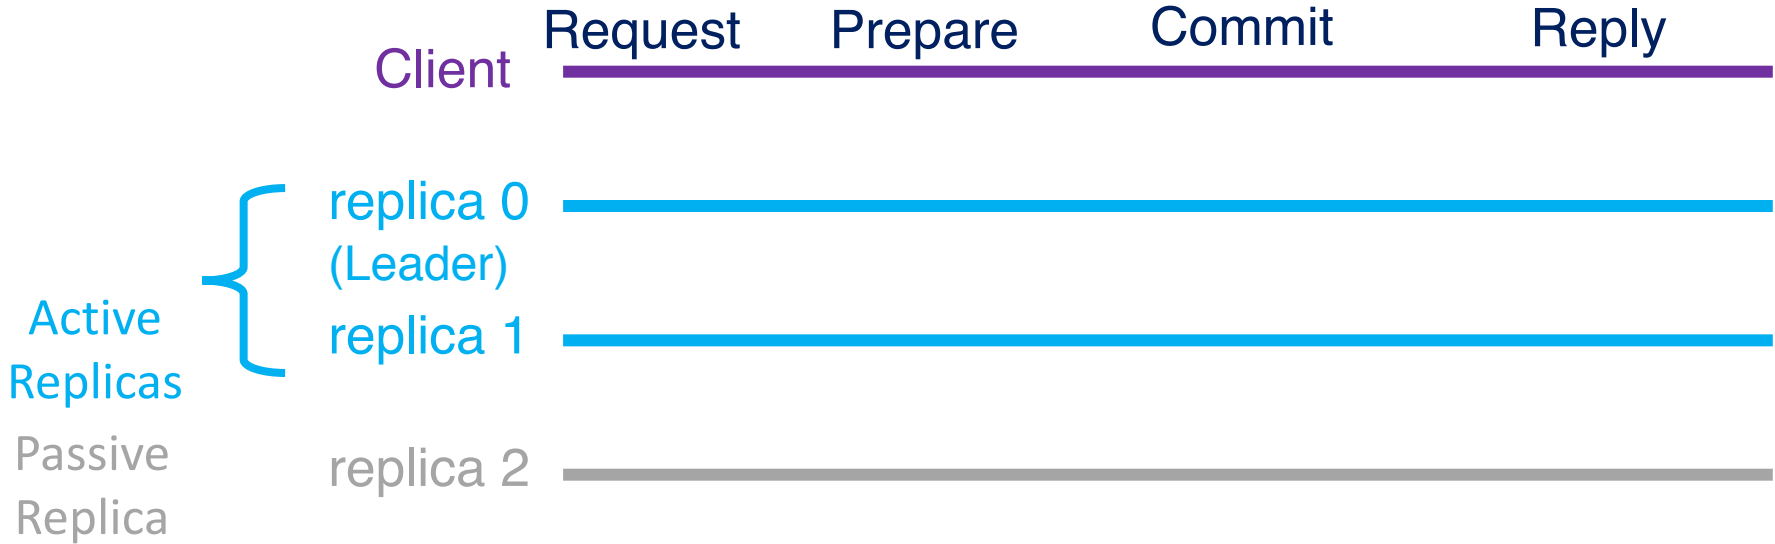 Request Prepare Commit Reply
Client
replica 0
(Leader)
replica 1
Active
Replicas
replica 2
Passive
Replica